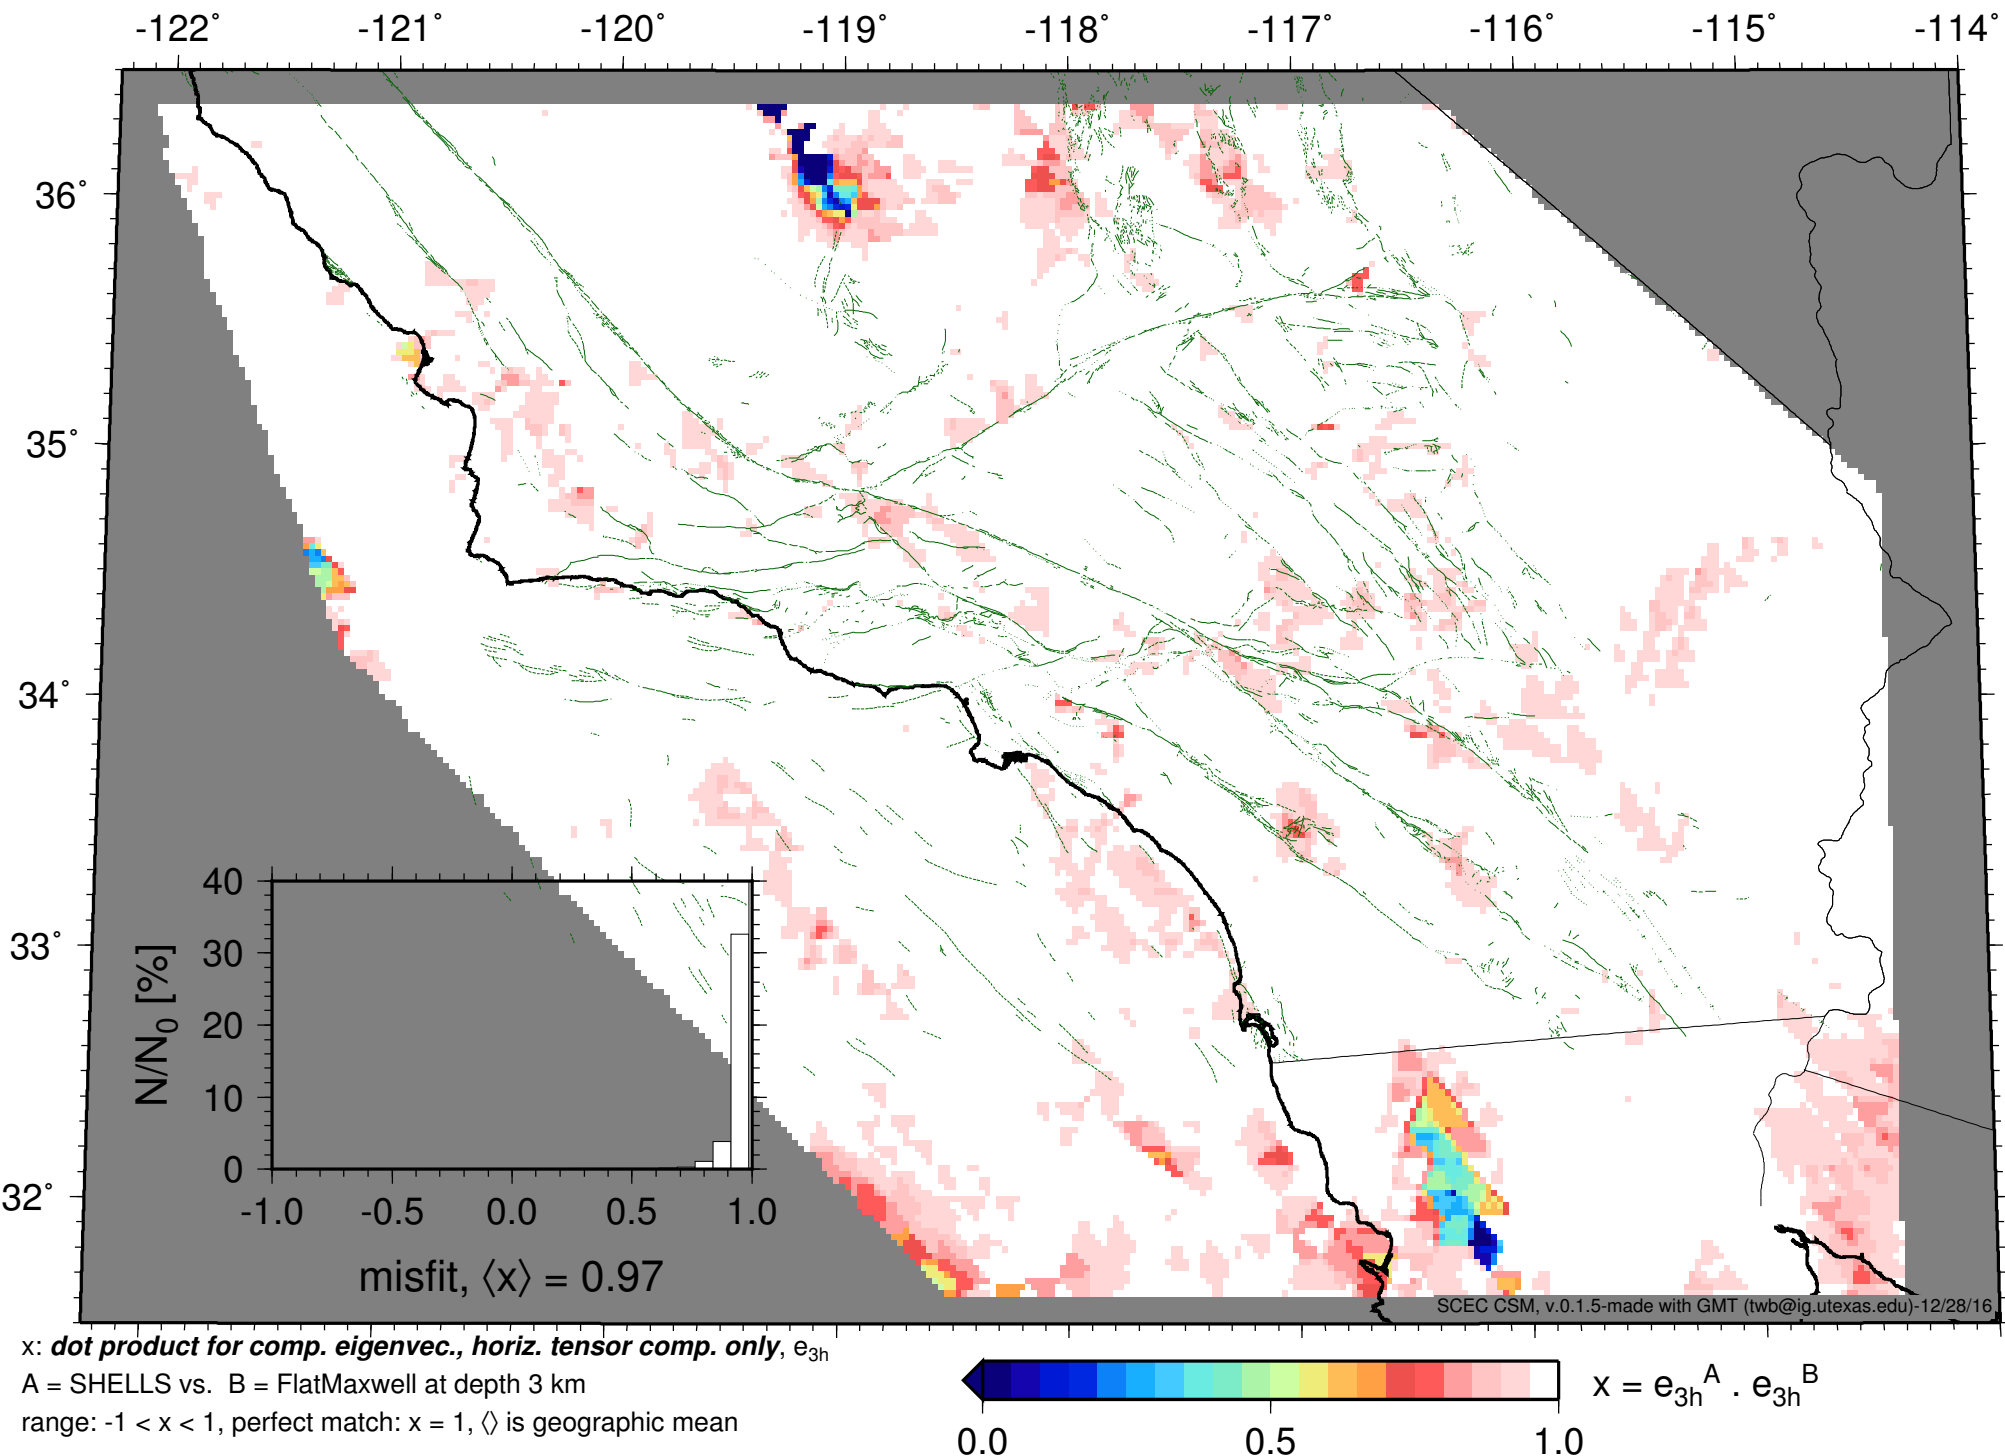 -122˚ -121˚ -120˚ -119˚ -118˚ -117˚ -116˚ -115˚ -114˚
36˚
35˚
34˚
33˚
32˚
40
30
20
10
0
N/N0 [%]
-1.0 -0.5 0.0 0.5 1.0
misfit, ⟨x⟩ = 0.97
SCEC CSM, v.0.1.5-made with GMT (twb@ig.utexas.edu)-12/28/16
x: dot product for comp. eigenvec., horiz. tensor comp. only, e3h
A = SHELLS vs. B = FlatMaxwell at depth 3 km
range: -1 < x < 1, perfect match: x = 1, ⟨⟩ is geographic mean
x = e3hA . e3hB
0.0 0.5 1.0